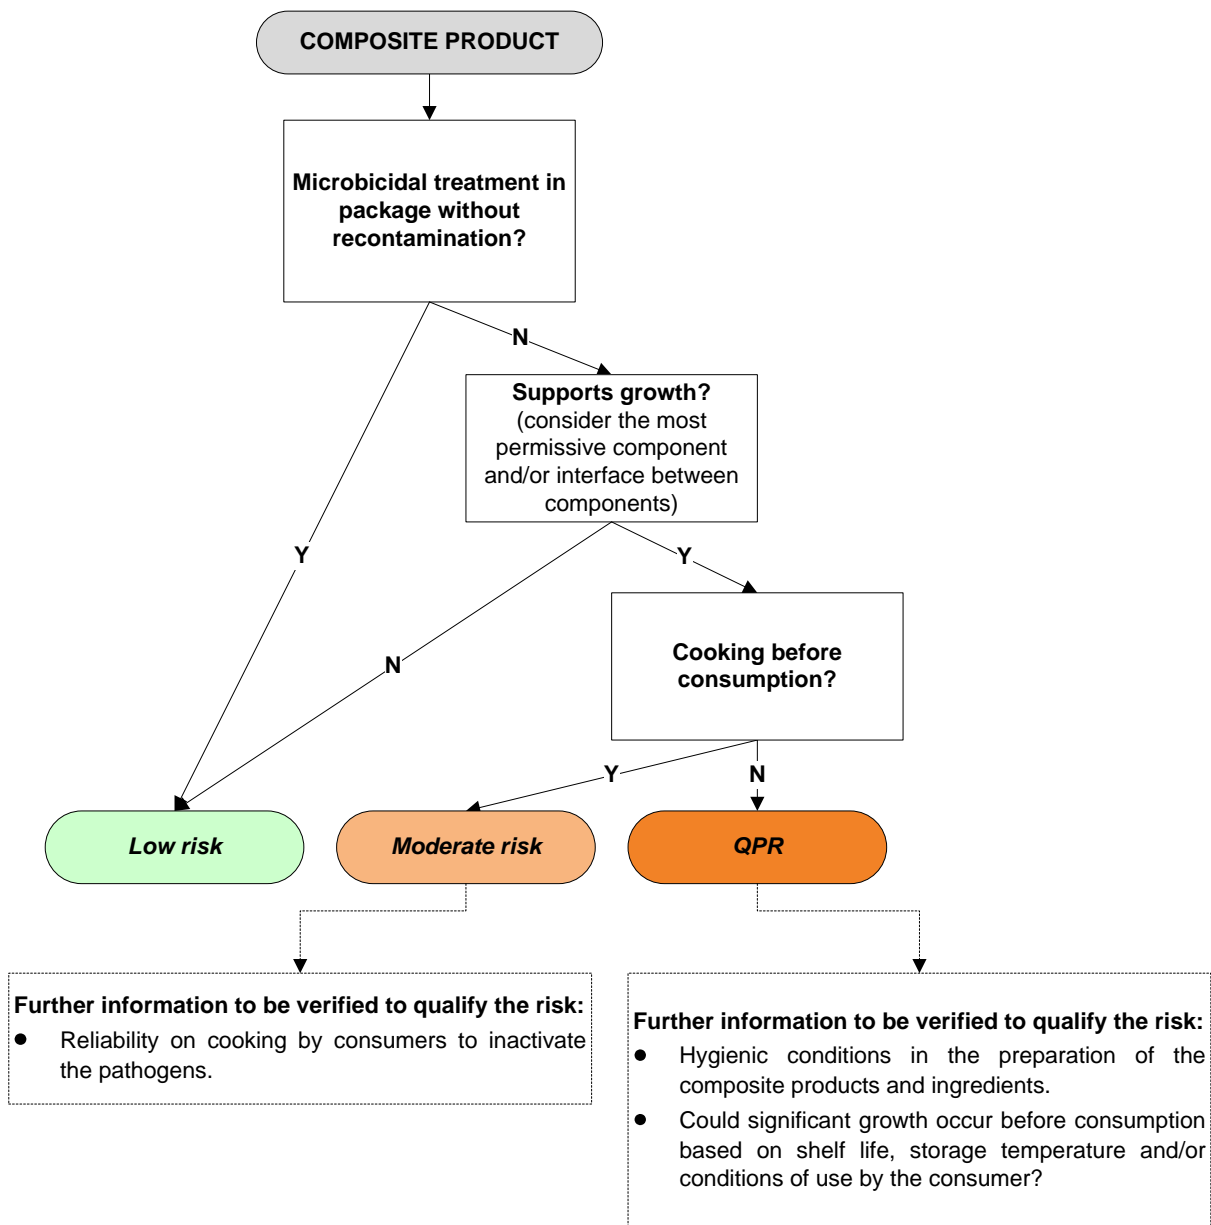 COMPOSITE PRODUCT
Microbicidal treatment in
package without
recontamination?
N
Supports growth?
(consider the most
permissive component
and/or interface between
components)
Y
Y
Cooking before
consumption?
N
Y
N
Low risk
Moderate risk
QPR
Further information to be verified to qualify the risk:
● Reliability on cooking by consumers to inactivate
the pathogens.
Further information to be verified to qualify the risk:
● Hygienic conditions in the preparation of the
composite products and ingredients.
● Could significant growth occur before consumption
based on shelf life, storage temperature and/or
conditions of use by the consumer?